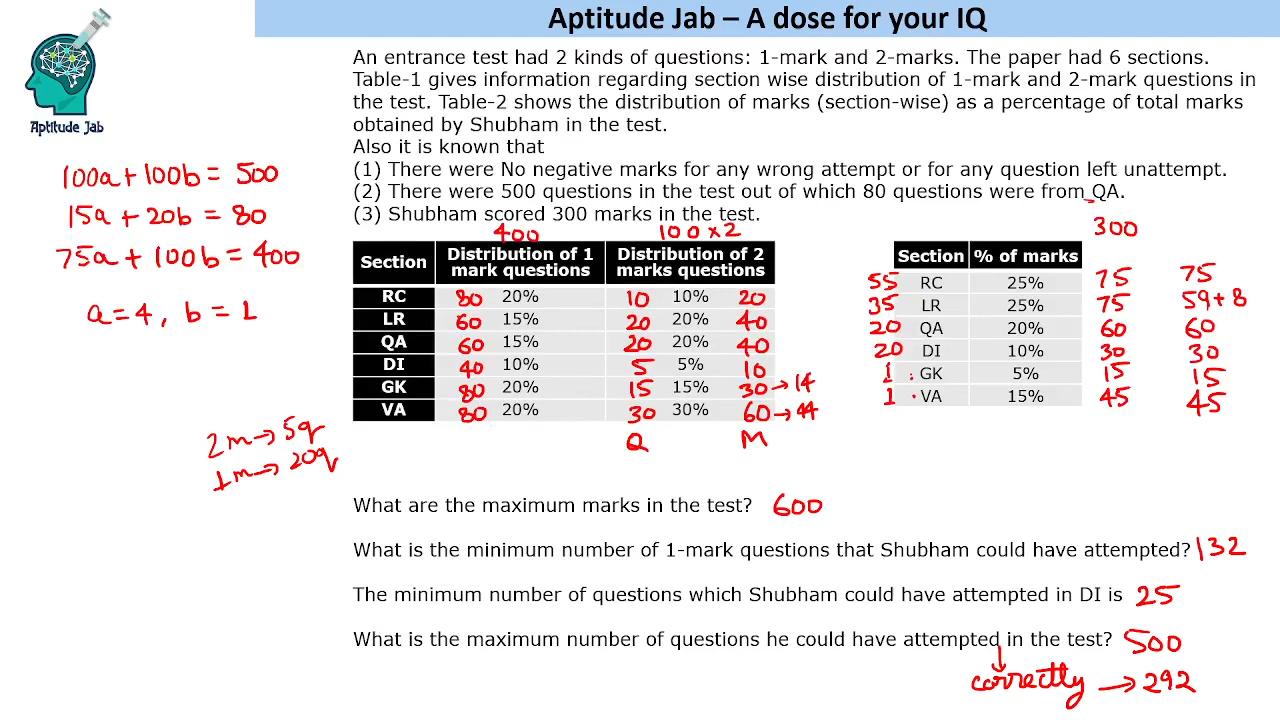 Aptitude Jab – A dose for your IQ
Aptitude Jab
An entrance test had 2 kinds of questions: 1-mark and 2-marks. The paper had 6 sections.
Table-1 gives information regarding section wise distribution of 1-mark and 2-mark questions in
the test. Table-2 shows the distribution of marks (section-wise) as a percentage of total marks
obtained by Shubham in the test.
Also it is known that
(1) There were No negative marks for any wrong attempt or for any question left unattempt.
(2) There were 500 questions in the test out of which 80 questions were from QA.
(3) Shubham scored 300 marks in the test.
100a + 100b = 500
15a + 20b = 80
75a + 100b = 400
a = 4, b = 1
2m → 5q
1m → 20q
400 100 x 2
Section Distribution of 1 mark questions Distribution of 2 marks questions
RC 80 20% 10 10% 20
LR 60 15% 20 20% 40
QA 60 15% 20 20% 40
DI 40 10% 5 5% 10
GK 80 20% 15 15% 30 → 14
VA 80 20% 30 30% 60 → 44
Q M
300
Section % of marks
55 RC 25% 75 75
35 LR 25% 75 59+8
20 QA 20% 60 60
20 DI 10% 30 30
1 GK 5% 15 15
1 VA 15% 45 45
What are the maximum marks in the test? 600
What is the minimum number of 1-mark questions that Shubham could have attempted? 132
The minimum number of questions which Shubham could have attempted in DI is 25
What is the maximum number of questions he could have attempted in the test? 500
correctly → 292